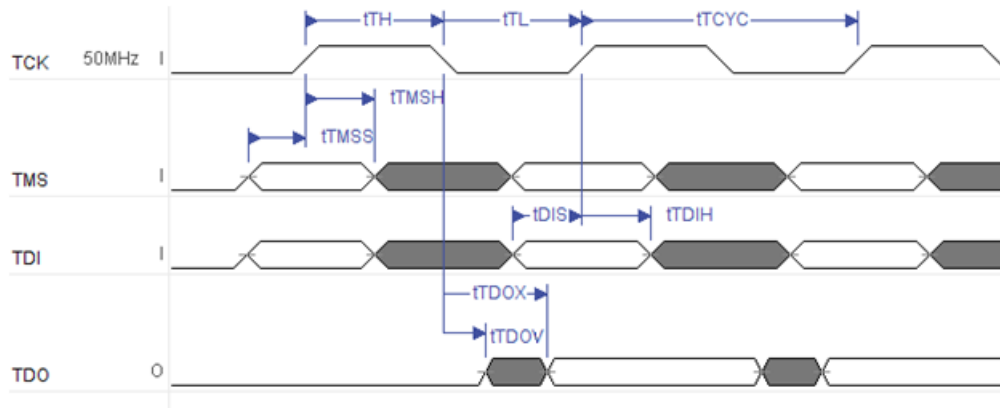 tTH tTL tTCYC
TCK 50MHz I
tTMSH
tTMSS
TMS I
tDIS tTDIH
TDI I
tTDOX
tTDOV
TDO O